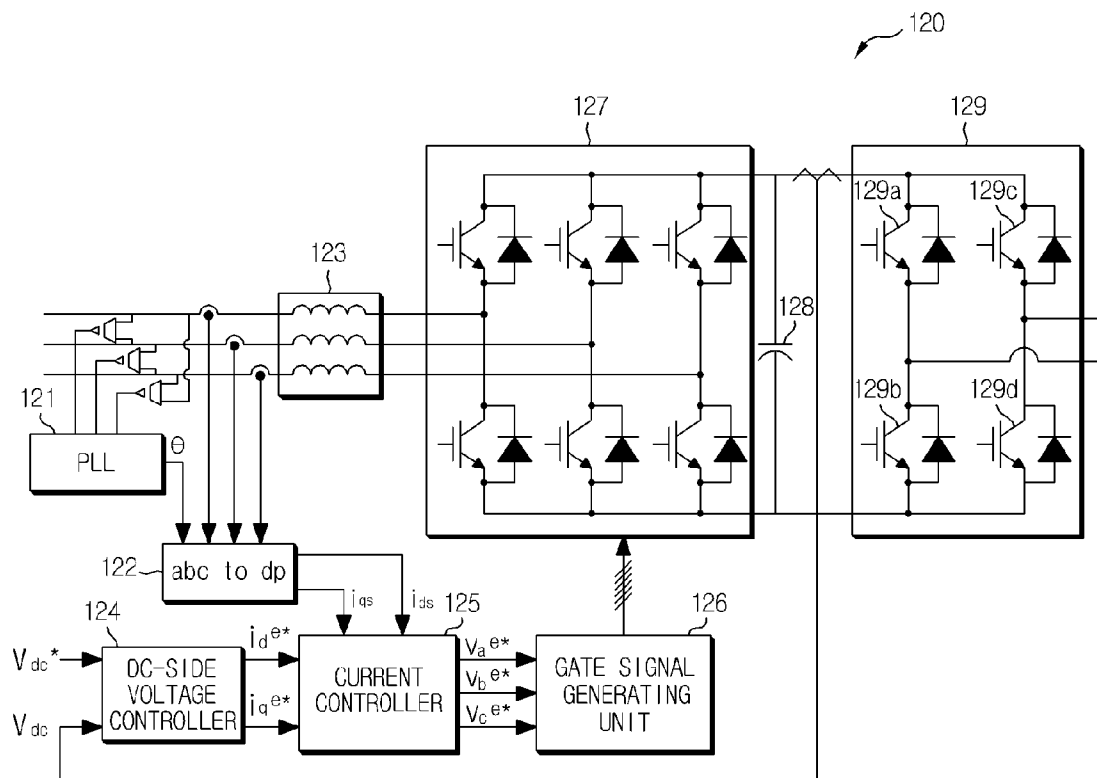 120
127
129
129a
129c
123
128
129b
129d
121
PLL
θ
122
abc to dp
iqs
ids
124
125
126
Vdc*
DC-SIDE
VOLTAGE
CONTROLLER
id e*
CURRENT
CONTROLLER
Va e*
GATE SIGNAL
GENERATING
UNIT
Vb e*
Vdc
iq e*
Vc e*